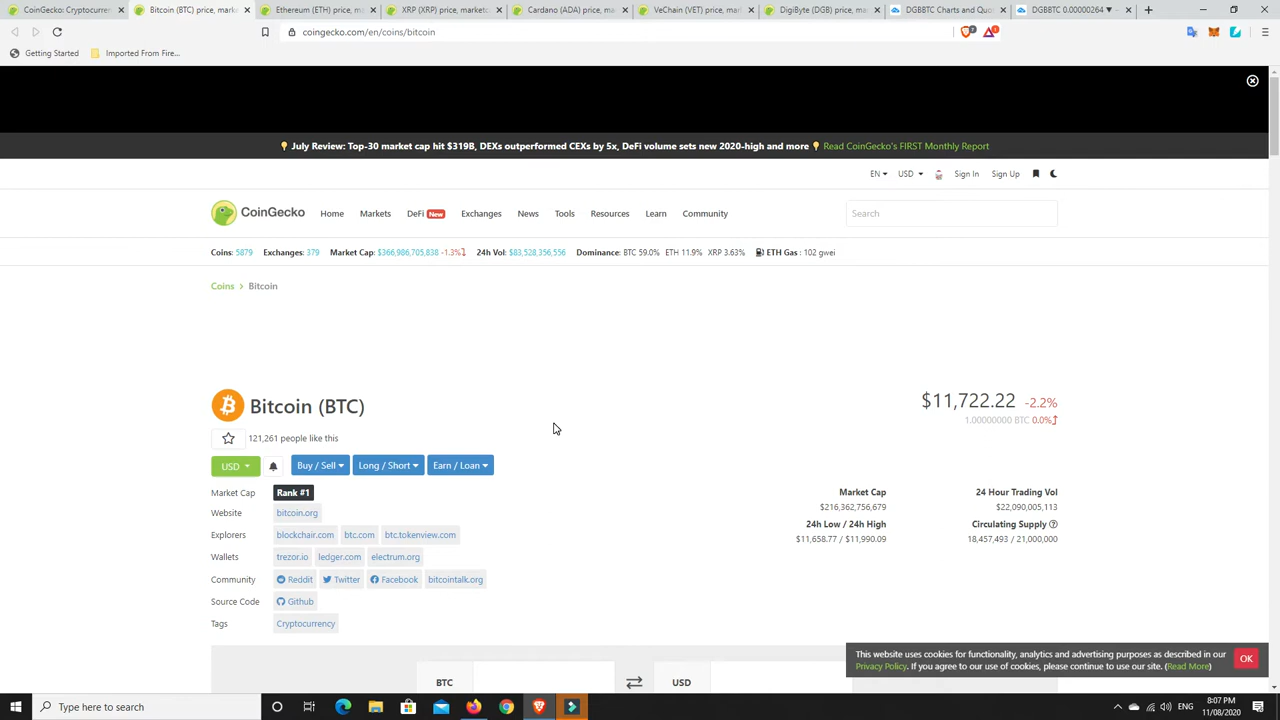 CoinGecko: Cryptocurrency
Bitcoin (BTC) price, marke
Ethereum (ETH) price, mark
XRP (XRP) price, marketc
Cardano (ADA) price, ma
VeChain (VET) price, mark
DigiByte (DGB) price, mar
DGBBTC Charts and Quo
DGBBTC 0.00000264 ▼
coingecko.com/en/coins/bitcoin
Getting Started
Imported From Fire...
July Review: Top-30 market cap hit $319B, DEXs outperformed CEXs by 5x, DeFi volume sets new 2020-high and more Read CoinGecko's FIRST Monthly Report
EN USD Sign In Sign Up
CoinGecko Home Markets DeFi New Exchanges News Tools Resources Learn Community Search
Coins: 5879 Exchanges: 379 Market Cap: $366,986,705,838 -1.3% 24h Vol: $83,528,356,556 Dominance: BTC 59.0% ETH 11.9% XRP 3.63% ETH Gas : 102 gwei
Coins > Bitcoin
Bitcoin (BTC)
$11,722.22 -2.2%
1.00000000 BTC 0.0%
121,261 people like this
USD Buy / Sell Long / Short Earn / Loan
Market Cap Rank #1
Website bitcoin.org
Explorers blockchair.com btc.com btc.tokenview.com
Wallets trezor.io ledger.com electrum.org
Community Reddit Twitter Facebook bitcointalk.org
Source Code Github
Tags Cryptocurrency
Market Cap 24 Hour Trading Vol
$216,362,756,679 $22,090,005,113
24h Low / 24h High Circulating Supply
$11,658.77 / $11,990.09 18,457,493 / 21,000,000
BTC USD
This website uses cookies for functionality, analytics and advertising purposes as described in our
Privacy Policy. If you agree to our use of cookies, please continue to use our site. (Read More)
OK
Type here to search
ENG
8:07 PM
11/08/2020